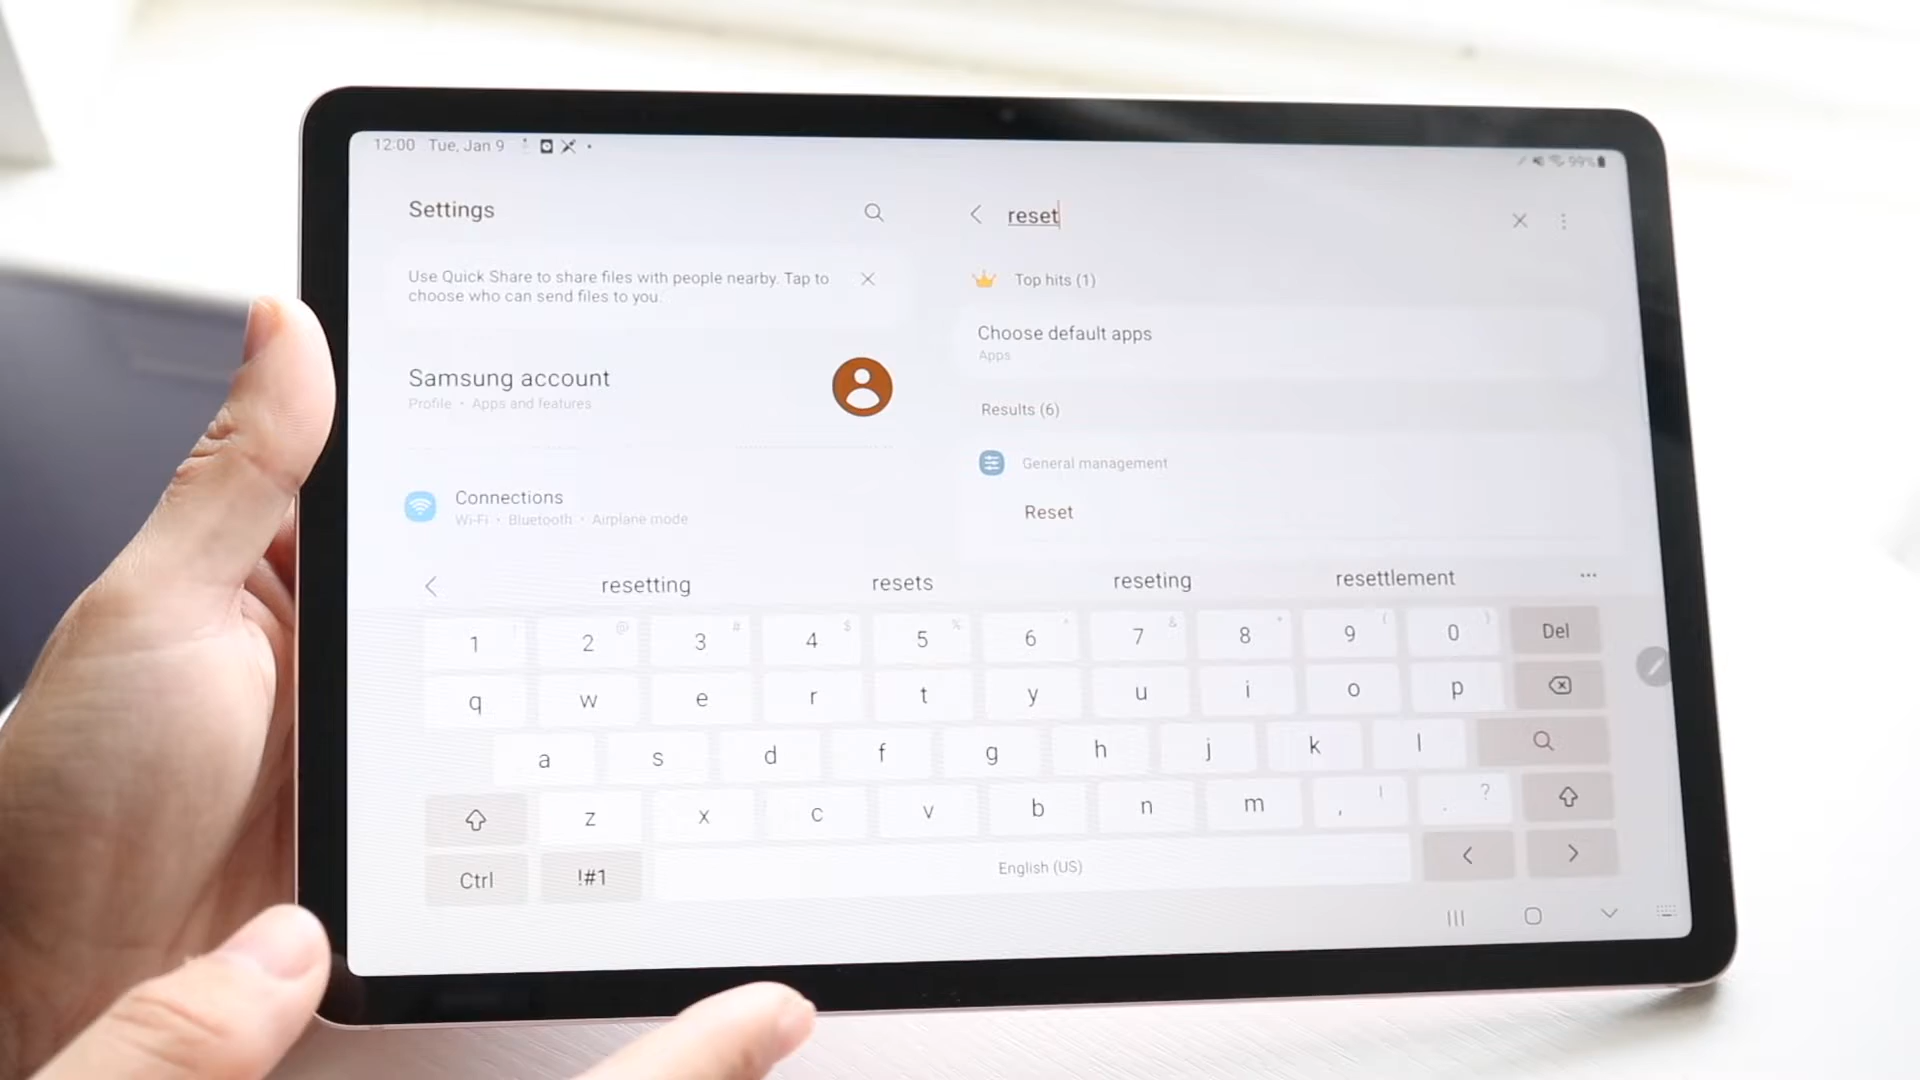 12:00 Tue, Jan 9
99%
Settings
Use Quick Share to share files with people nearby. Tap to
choose who can send files to you.
Samsung account
Profile • Apps and features
Connections
Wi-Fi • Bluetooth • Airplane mode
reset
Top hits (1)
Choose default apps
Apps
Results (6)
General management
Reset
resetting resets reseting resettlement ...
1 2 @ 3 # 4 $ 5 % 6 ^ 7 & 8 * 9 ( 0 ) Del
q w e r t y u i o p
a s d f g h j k l
z x c v b n m , ! . ?
Ctrl !#1 English (US) < >